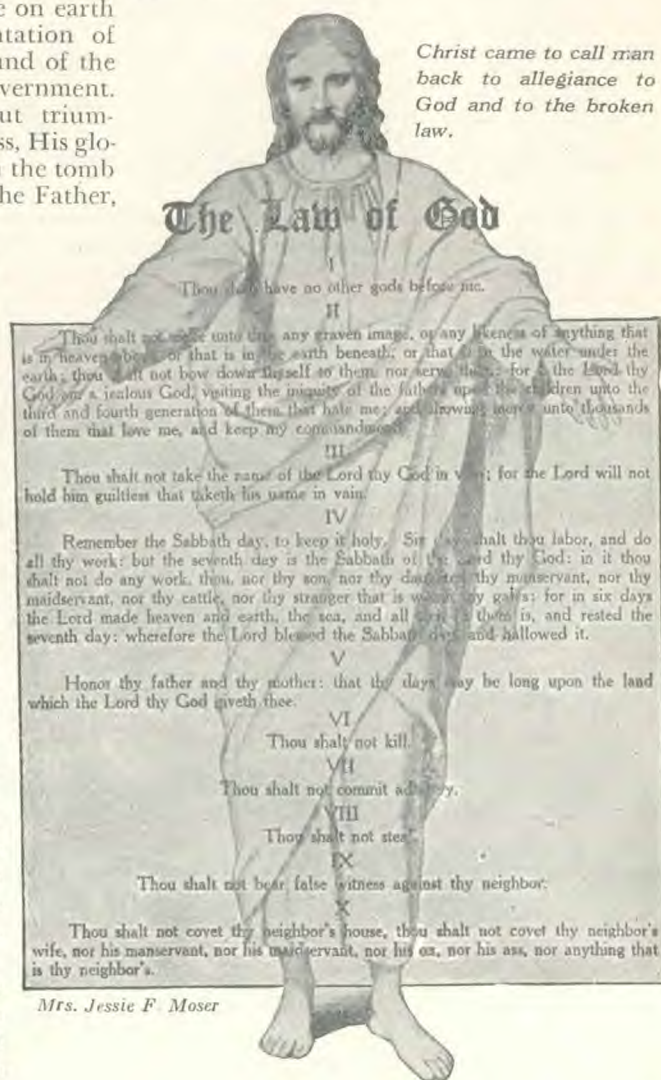 e on earth
tation of
and of the
vernment.
ut trium-
ss, His glo-
the tomb
he Father,
Christ came to call man
back to allegiance to
God and to the broken
law.
The Law of God
I
Thou shalt have no other gods before me.
II
Thou shalt not make unto thee any graven image, or any likeness of anything that
is in heaven above, or that is in the earth beneath, or that is in the water under the
earth; thou shalt not bow down thyself to them, nor serve them: for I the Lord thy
God am a jealous God, visiting the iniquity of the fathers upon the children unto the
third and fourth generation of them that hate me; and showing mercy unto thousands
of them that love me, and keep my commandments.
III
Thou shalt not take the name of the Lord thy God in vain; for the Lord will not
hold him guiltless that taketh his name in vain.
IV
Remember the Sabbath day, to keep it holy. Six days shalt thou labor, and do
all thy work: but the seventh day is the Sabbath of the Lord thy God: in it thou
shalt not do any work, thou, nor thy son, nor thy daughter, thy manservant, nor thy
maidservant, nor thy cattle, nor thy stranger that is within thy gates: for in six days
the Lord made heaven and earth, the sea, and all that in them is, and rested the
seventh day: wherefore the Lord blessed the Sabbath day, and hallowed it.
V
Honor thy father and thy mother: that thy days may be long upon the land
which the Lord thy God giveth thee.
VI
Thou shalt not kill.
VII
Thou shalt not commit adultery.
VIII
Thou shalt not steal.
IX
Thou shalt not bear false witness against thy neighbor.
X
Thou shalt not covet thy neighbor's house, thou shalt not covet thy neighbor's
wife, nor his manservant, nor his maidservant, nor his ox, nor his ass, nor anything that
is thy neighbor's.
Mrs. Jessie F. Moser